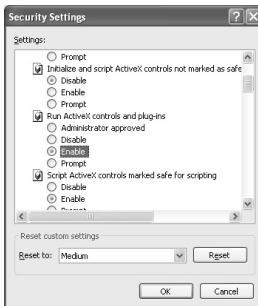 Security Settings
Settings:
Prompt
Initialize and script ActiveX controls not marked as safe
Disable
Enable
Prompt
Run ActiveX controls and plug-ins
Administrator approved
Disable
Enable
Prompt
Script ActiveX controls marked safe for scripting
Disable
Enable
Reset custom settings
Reset to: Medium Reset
OK Cancel